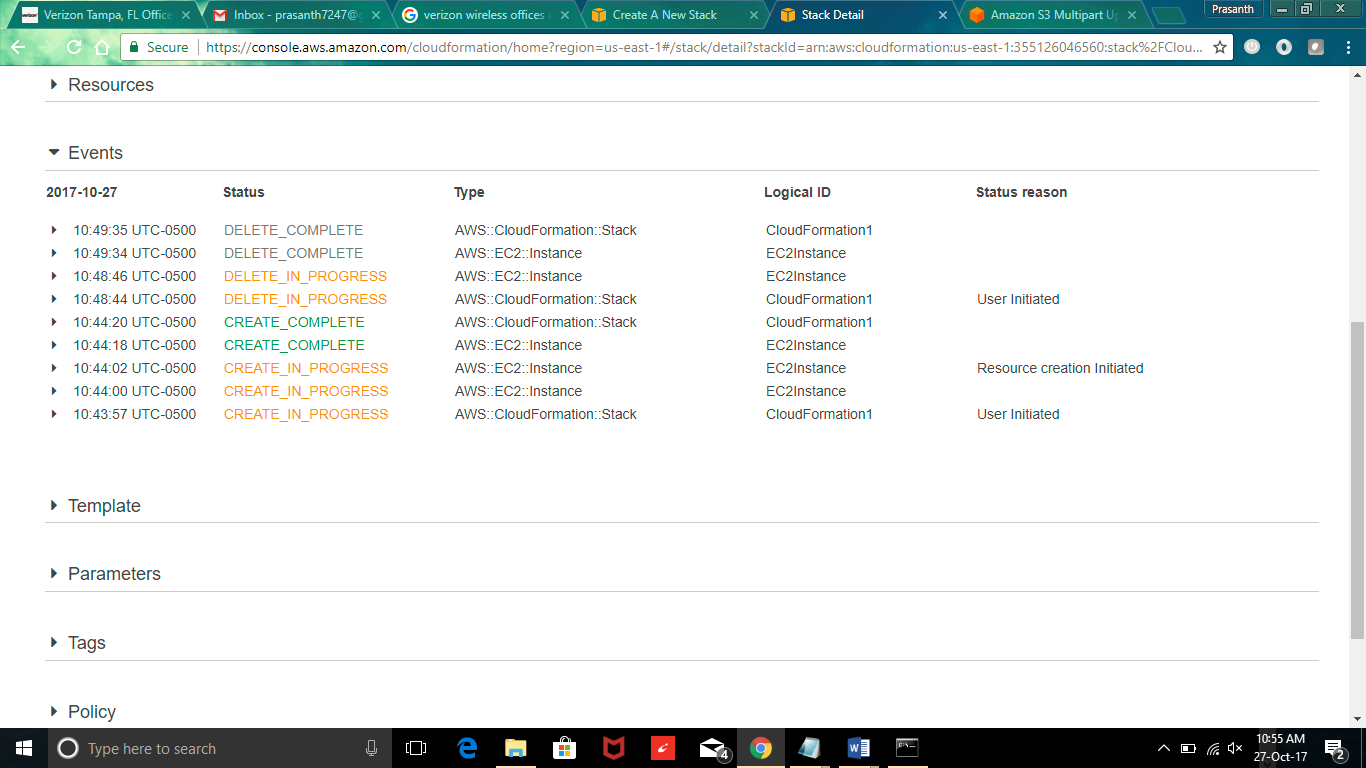 verizon Verizon Tampa, FL Office
Inbox - prasanth7247@
verizon wireless offices
Create A New Stack
Stack Detail
Amazon S3 Multipart Up
Prasanth
Secure https://console.aws.amazon.com/cloudformation/home?region=us-east-1#/stack/detail?stackId=arn:aws:cloudformation:us-east-1:355126046560:stack%2FClou...
Resources
Events
2017-10-27 Status Type Logical ID Status reason
10:49:35 UTC-0500 DELETE_COMPLETE AWS::CloudFormation::Stack CloudFormation1
10:49:34 UTC-0500 DELETE_COMPLETE AWS::EC2::Instance EC2Instance
10:48:46 UTC-0500 DELETE_IN_PROGRESS AWS::EC2::Instance EC2Instance
10:48:44 UTC-0500 DELETE_IN_PROGRESS AWS::CloudFormation::Stack CloudFormation1 User Initiated
10:44:20 UTC-0500 CREATE_COMPLETE AWS::CloudFormation::Stack CloudFormation1
10:44:18 UTC-0500 CREATE_COMPLETE AWS::EC2::Instance EC2Instance
10:44:02 UTC-0500 CREATE_IN_PROGRESS AWS::EC2::Instance EC2Instance Resource creation Initiated
10:44:00 UTC-0500 CREATE_IN_PROGRESS AWS::EC2::Instance EC2Instance
10:43:57 UTC-0500 CREATE_IN_PROGRESS AWS::CloudFormation::Stack CloudFormation1 User Initiated
Template
Parameters
Tags
Policy
Type here to search
4
10:55 AM
27-Oct-17
2